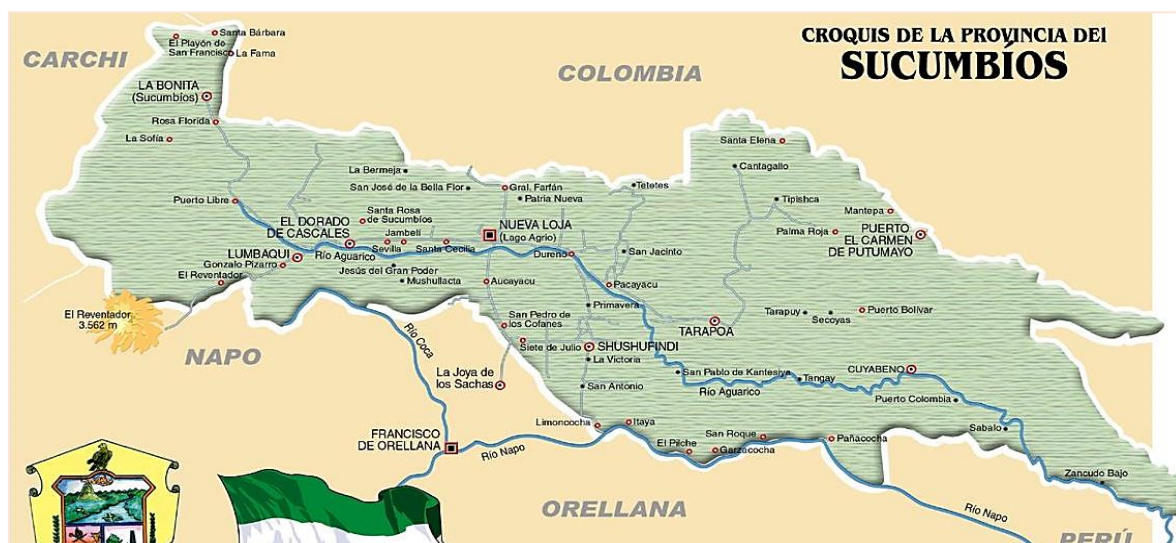 CROQUIS DE LA PROVINCIA DEl
SUCUMBÍOS
CARCHI
COLOMBIA
Santa Bárbara
El Playón de
San Francisco
La Fama
LA BONITA
(Sucumbíos)
Rosa Florida
La Sofía
Santa Elena
Cantagallo
La Bermeja
San José de la Bella Flor
Gral. Farfán
Patria Nueva
Tetetes
Tipishca
Puerto Libre
Mantepa
Santa Rosa
de Sucumbíos
EL DORADO
DE CASCALES
Jambelí
Sevilla
Santa Cecilia
NUEVA LOJA
(Lago Agrio)
Palma Roja
PUERTO
EL CARMEN
DE PUTUMAYO
LUMBAQUI
Río Aguarico
Dureno
San Jacinto
Gonzalo Pizarro
El Reventador
Jesús del Gran Poder
Mushullacta
Aucayacu
Pacayacu
El Reventador
3.562 m
Primavera
San Pedro de
los Cofanes
TARAPOA
Tarapuy
Secoyas
Puerto Bolívar
Río Coca
NAPO
Siete de Julio
SHUSHUFINDI
La Victoria
La Joya de
los Sachas
San Antonio
San Pablo de Kantesiya
Tangay
CUYABENO
Río Aguarico
Puerto Colombia
Limoncocha
Itaya
Sabalo
FRANCISCO
DE ORELLANA
Río Napo
El Pilche
San Roque
Garzacocha
Pañacocha
Zancudo Bajo
ORELLANA
Río Napo
PERÚ